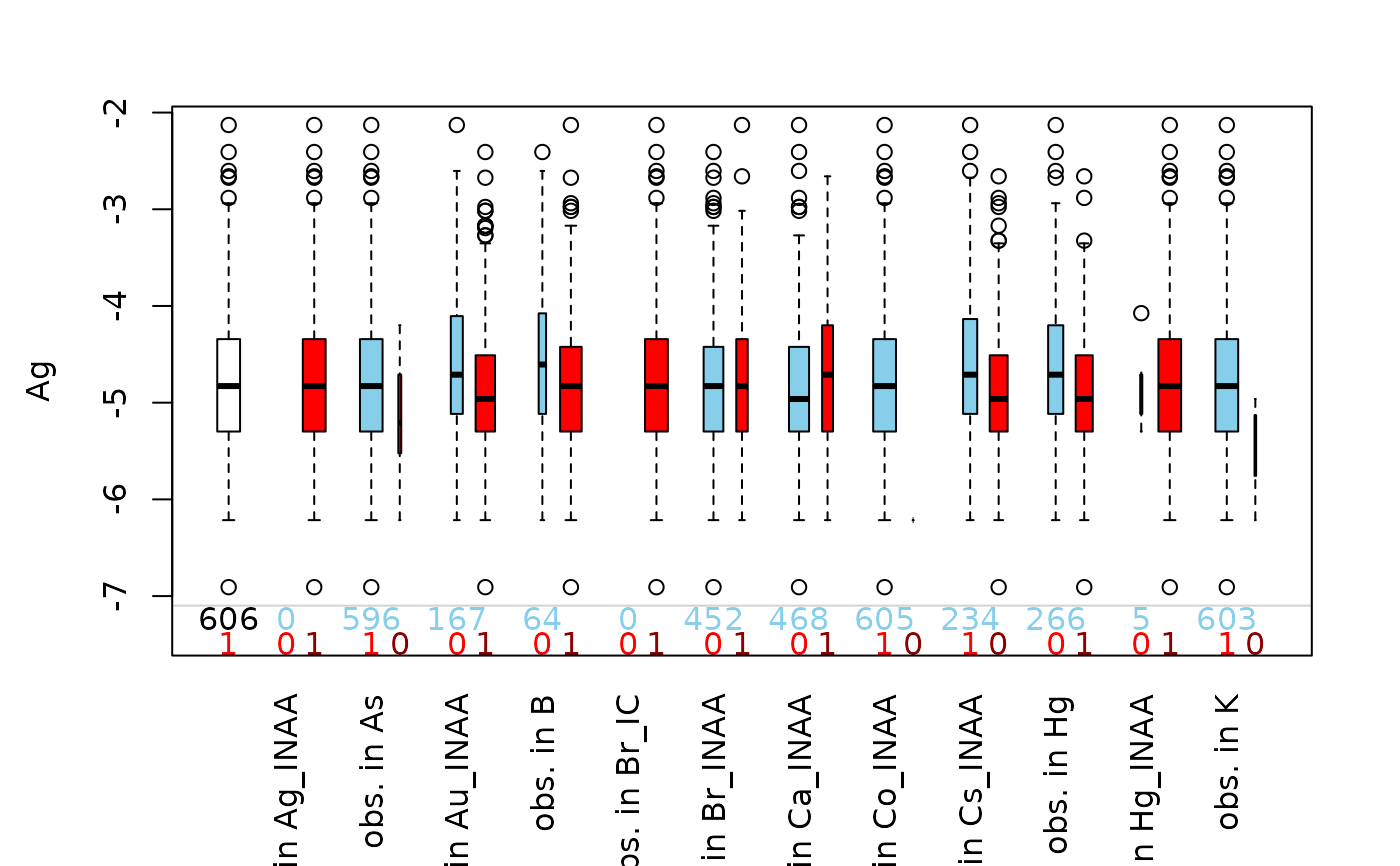 Ag
-2
-3
-4
-5
-6
-7
606 0 596 167 64 0 452 468 605 234 266 5 603
1 0 1 1 0 0 1 0 1 0 1 0 1 0 1 1 0 1 0 0 1 0 1 1 0
in Ag_INAA
obs. in As
in Au_INAA
obs. in B
bs. in Br_IC
in Br_INAA
in Ca_INAA
in Co_INAA
in Cs_INAA
obs. in Hg
n Hg_INAA
obs. in K